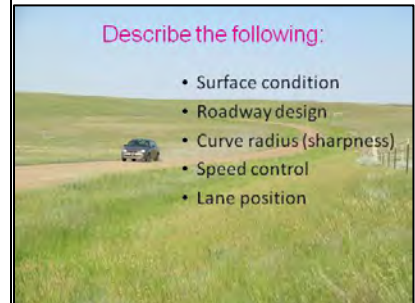 Describe the following:
• Surface condition
• Roadway design
• Curve radius (sharpness)
• Speed control
• Lane position